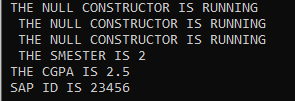 THE NULL CONSTRUCTOR IS RUNNING
THE NULL CONSTRUCTOR IS RUNNING
THE NULL CONSTRUCTOR IS RUNNING
THE SMESTER IS 2
THE CGPA IS 2.5
SAP ID IS 23456